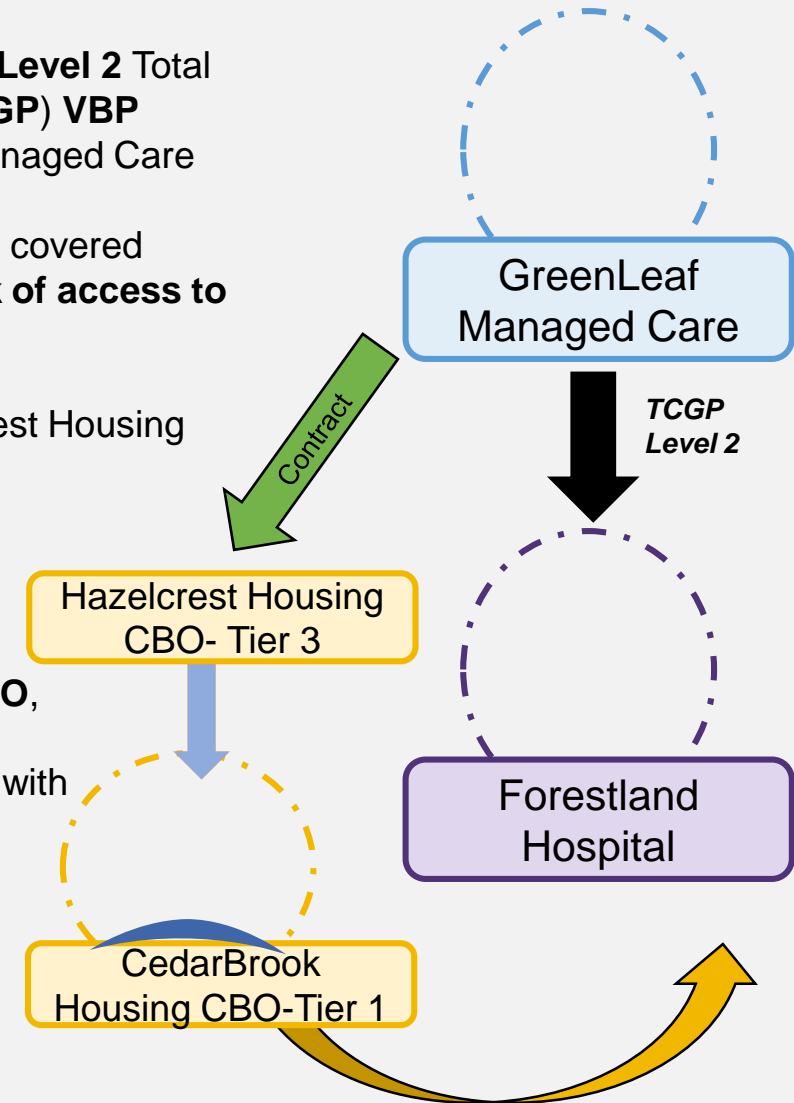 Level 2 Total
GP) VBP
naged Care
covered
of access to
est Housing
O,
with
GreenLeaf
Managed Care
Contract
TCGP
Level 2
Hazelcrest Housing
CBO- Tier 3
Forestland
Hospital
CedarBrook
Housing CBO-Tier 1